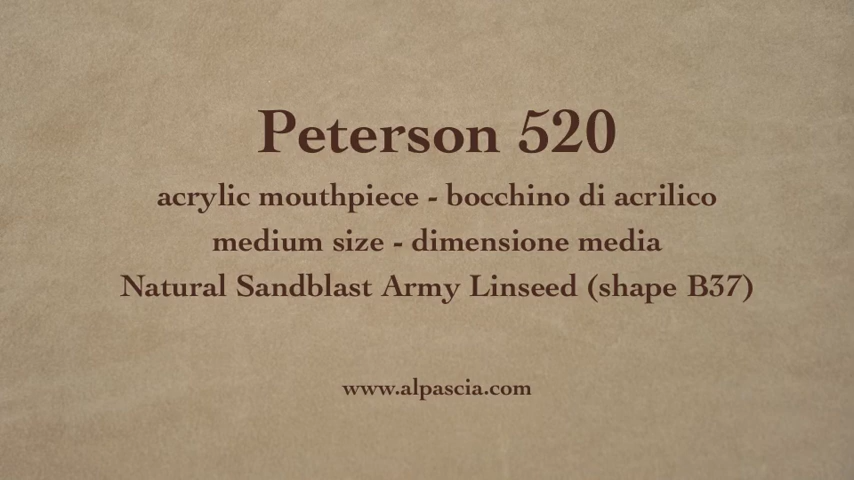 Peterson 520
acrylic mouthpiece - bocchino di acrilico
medium size - dimensione media
Natural Sandblast Army Linseed (shape B37)
www.alpascia.com